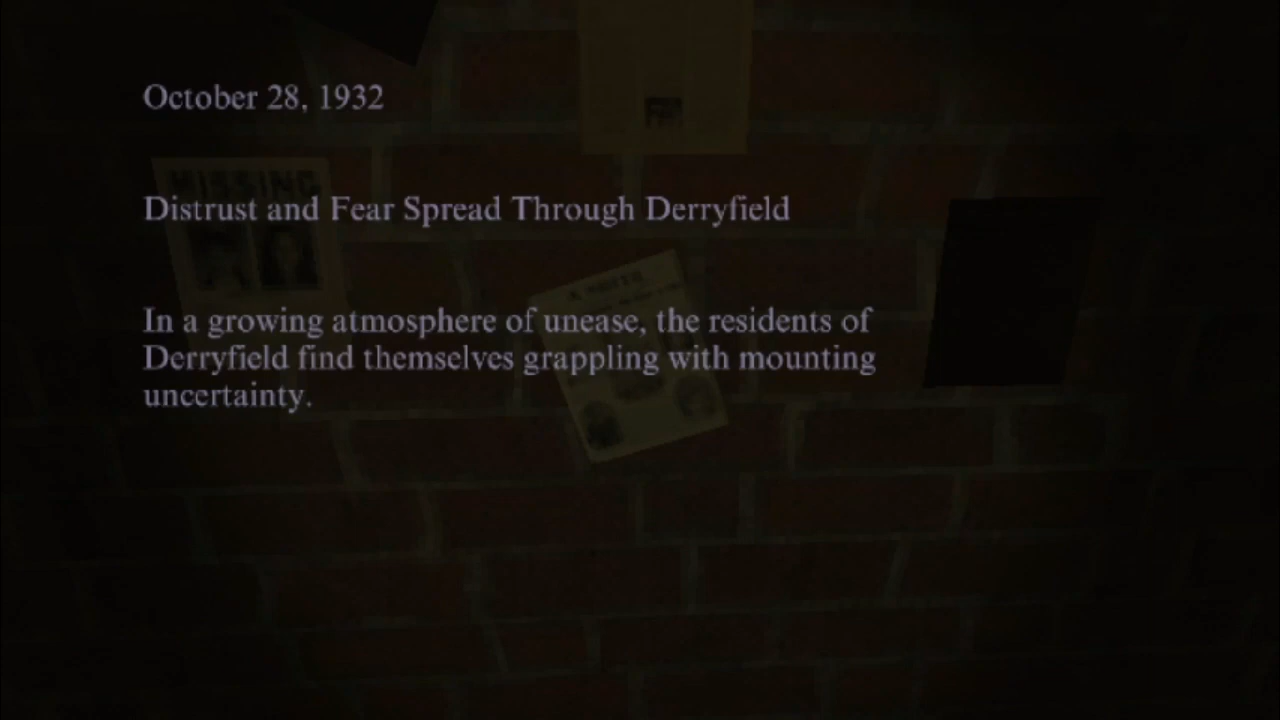 October 28, 1932
Distrust and Fear Spread Through Derryfield
In a growing atmosphere of unease, the residents of
Derryfield find themselves grappling with mounting
uncertainty.
MISSING